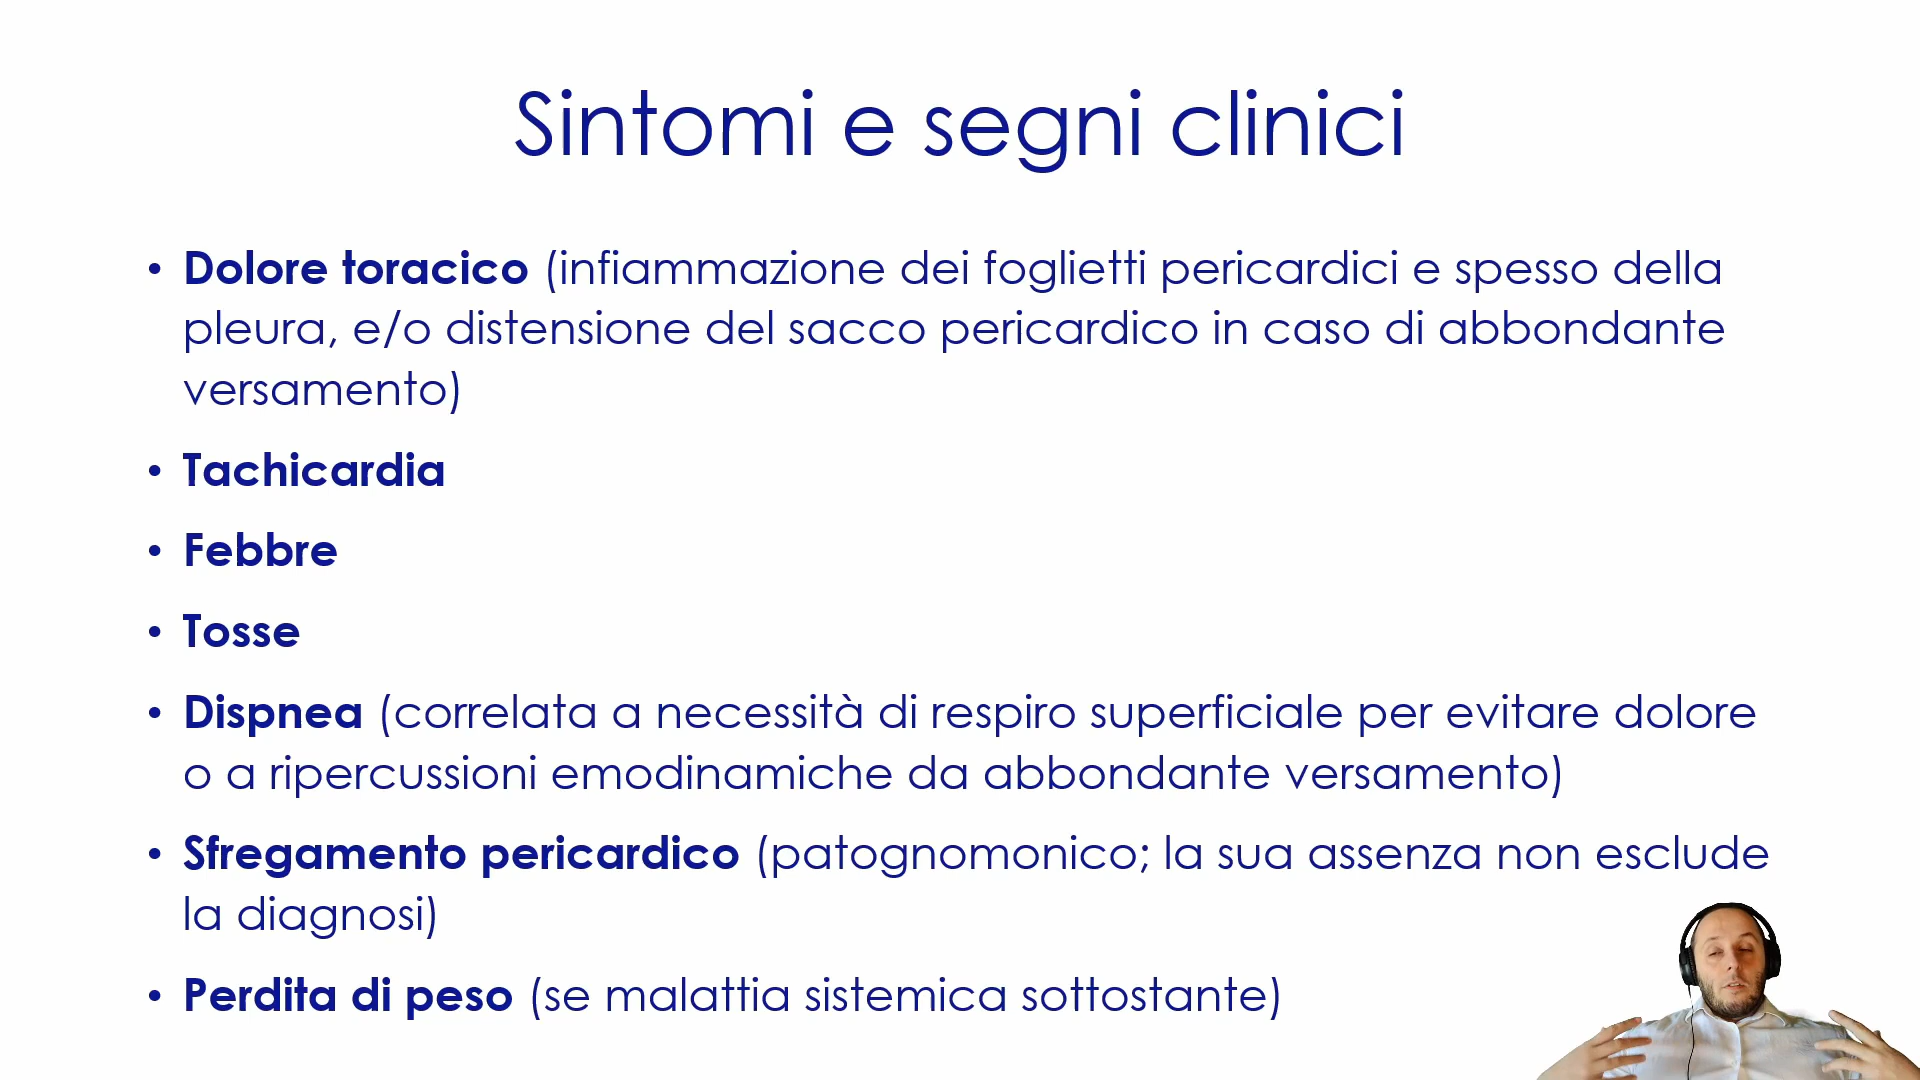 Sintomi e segni clinici
• Dolore toracico (infiammazione dei foglietti pericardici e spesso della
pleura, e/o distensione del sacco pericardico in caso di abbondante
versamento)
• Tachicardia
• Febbre
• Tosse
• Dispnea (correlata a necessità di respiro superficiale per evitare dolore
o a ripercussioni emodinamiche da abbondante versamento)
• Sfregamento pericardico (patognomonico; la sua assenza non esclude
la diagnosi)
• Perdita di peso (se malattia sistemica sottostante)